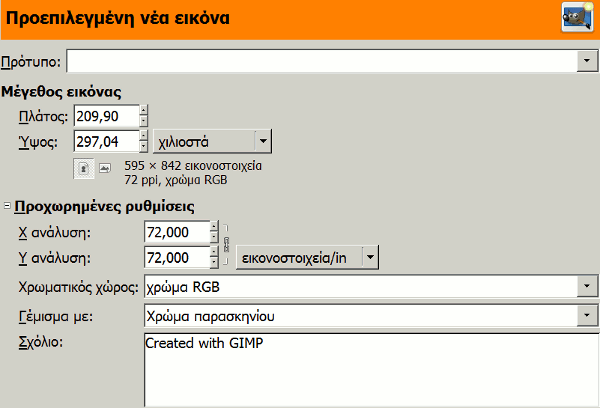 Προεπιλεγμένη νέα εικόνα
Πρότυπο:
Μέγεθος εικόνας
Πλάτος: 209,90
Ύψος: 297,04 χιλιοστά
595 × 842 εικονοστοιχεία
72 ppi, χρώμα RGB
Προχωρημένες ρυθμίσεις
Χ ανάλυση: 72,000
Υ ανάλυση: 72,000 εικονοστοιχεία/in
Χρωματικός χώρος: χρώμα RGB
Γέμισμα με: Χρώμα παρασκηνίου
Σχόλιο: Created with GIMP